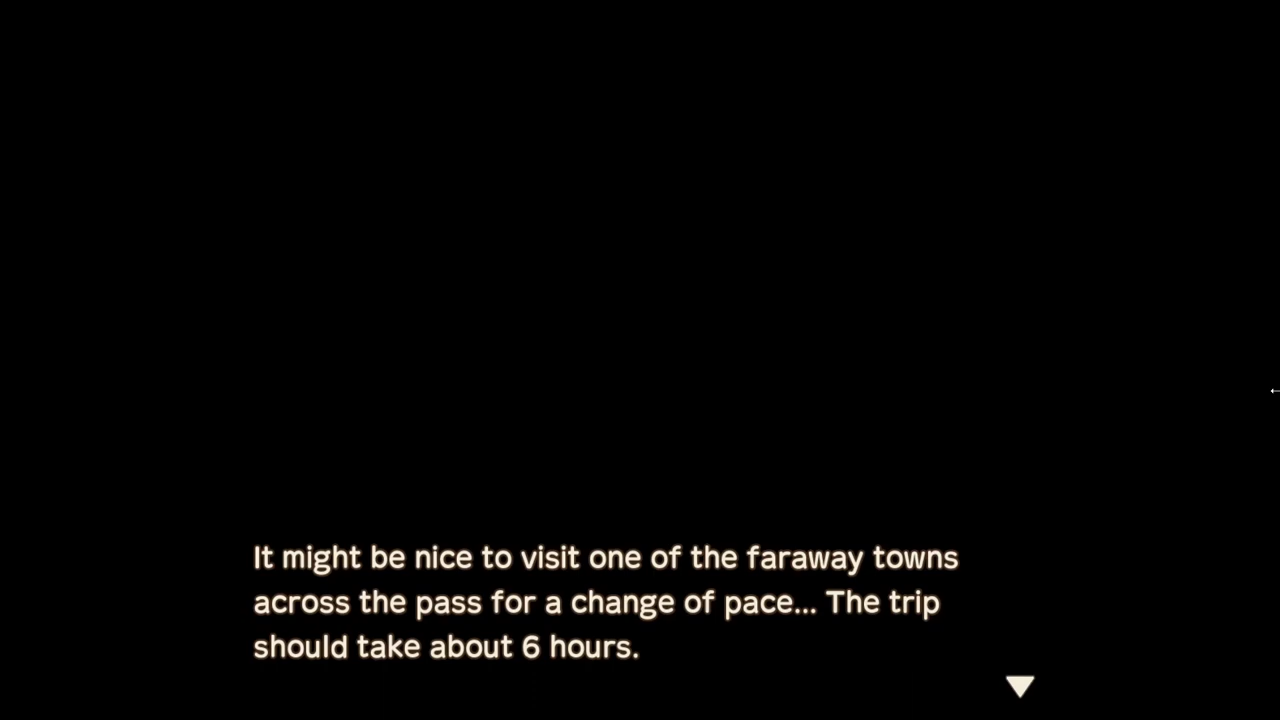 It might be nice to visit one of the faraway towns
across the pass for a change of pace... The trip
should take about 6 hours.